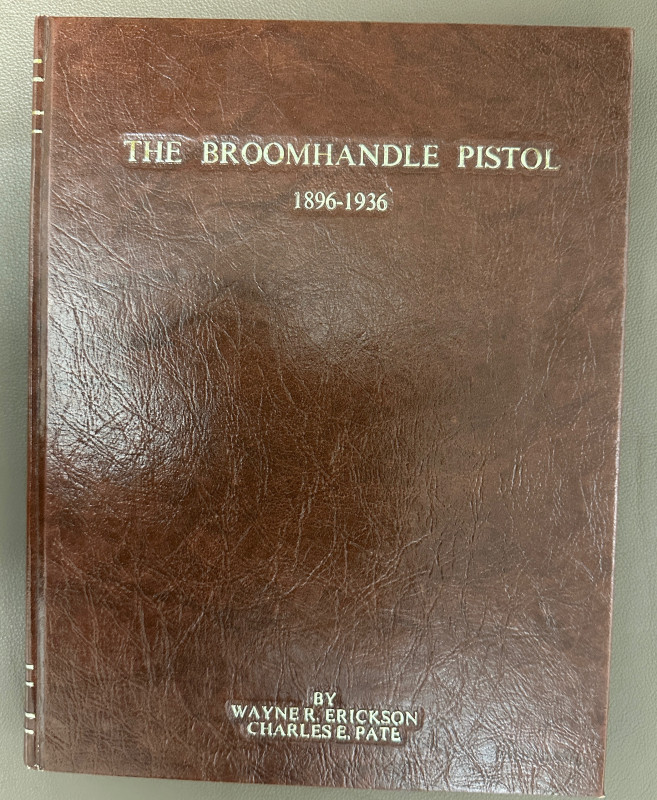 THE BROOMHANDLE PISTOL
1896-1936
BY
WAYNE R. ERICKSON
CHARLES E. PATE